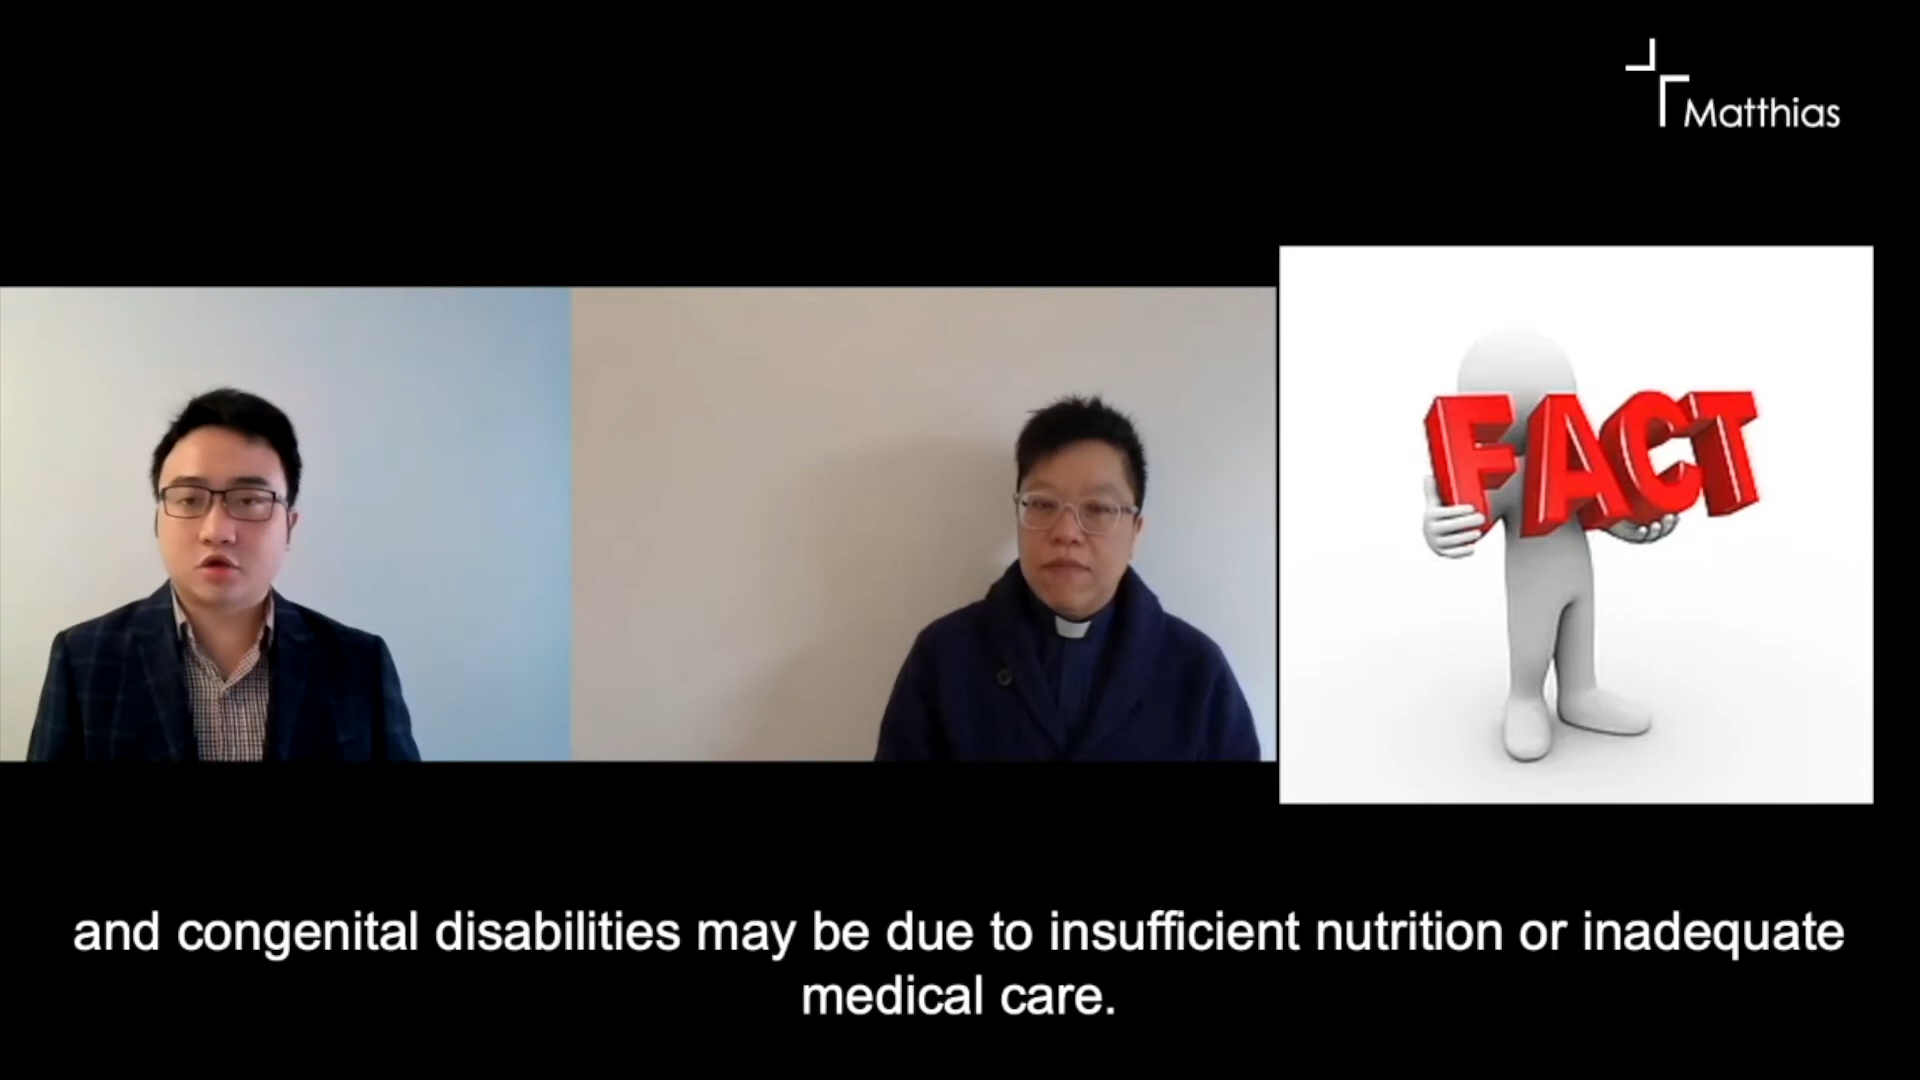 Matthias
FACT
and congenital disabilities may be due to insufficient nutrition or inadequate
medical care.